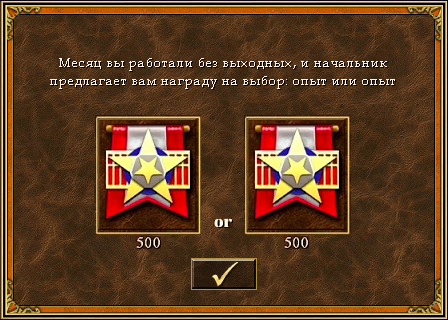 Месяц вы работали без выходных, и начальник
предлагает вам награду на выбор: опыт или опыт
or
500
500